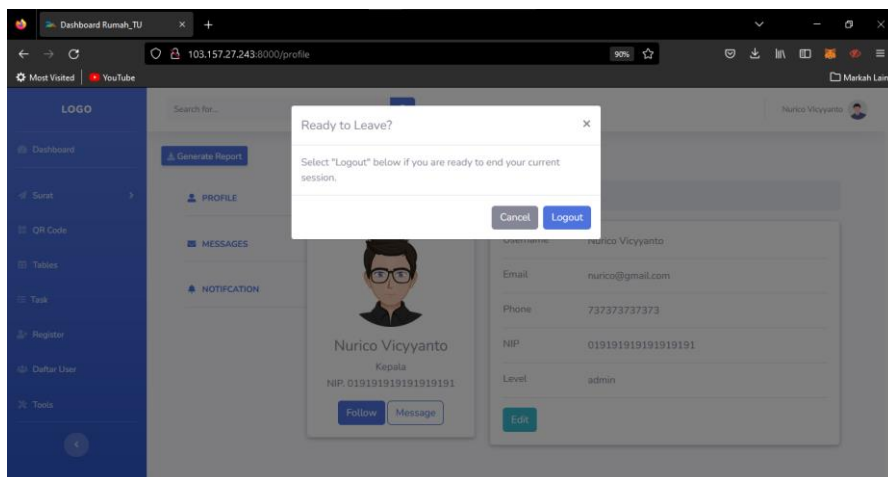 Dashboard Rumah_TU
103.157.27.243:8000/profile
90%
Most Visited
YouTube
Markah Lain
LOGO
Search for...
Nurico Vicyyanto
Dashboard
Surat
QR Code
Tables
Task
Register
Daftar User
Tools
Generate Report
PROFILE
MESSAGES
NOTIFCATION
Ready to Leave?
×
Select "Logout" below if you are ready to end your current
session.
Cancel
Logout
Nurico Vicyyanto
Kepala
NIP. 019191919191919191
Follow
Message
Username Nurico Vicyyanto
Email nurico@gmail.com
Phone 737373737373
NIP 019191919191919191
Level admin
Edit